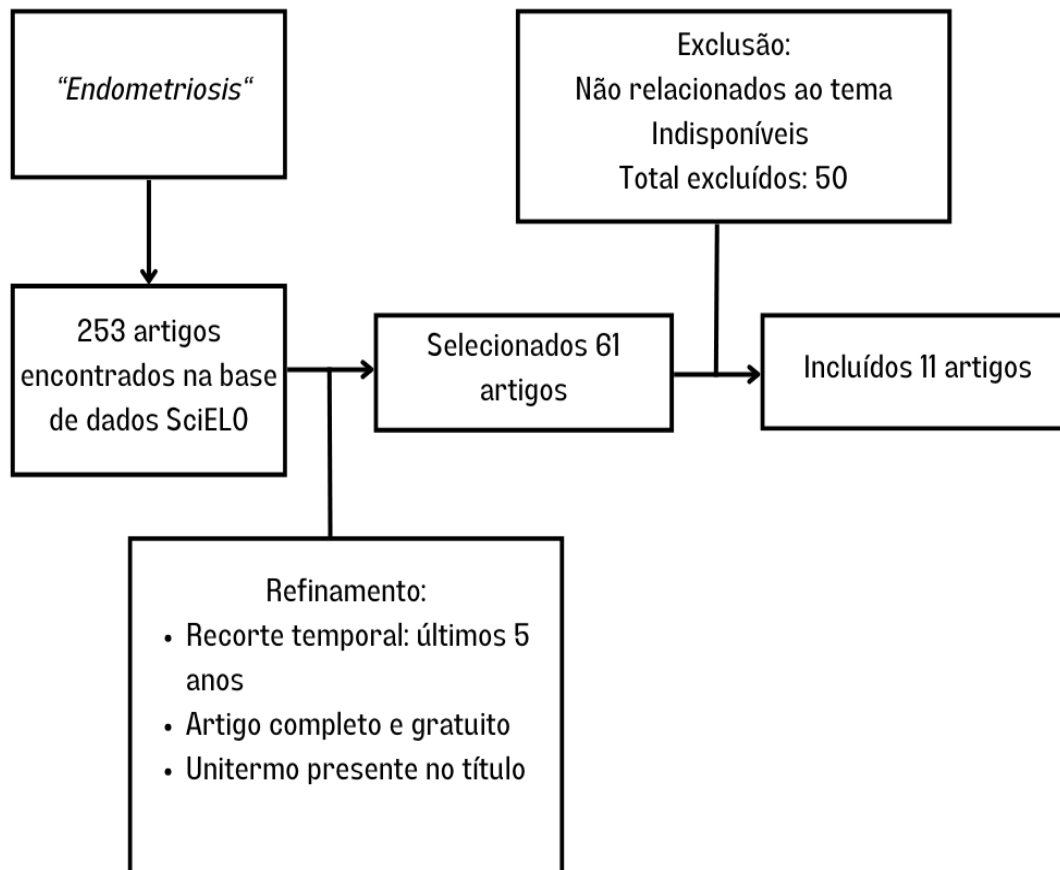 “Endometriosis“
253 artigos
encontrados na base
de dados SciELO
Refinamento:
• Recorte temporal: últimos 5
anos
• Artigo completo e gratuito
• Unitermo presente no título
Selecionados 61
artigos
Exclusão:
Não relacionados ao tema
Indisponíveis
Total excluídos: 50
Incluídos 11 artigos